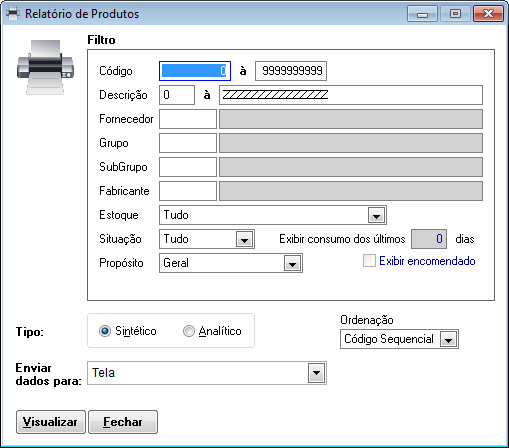 Relatório de Produtos
Filtro
Código 0 à 9999999999
Descrição 0 à ZZZZZZZZZZZZZZZZ
Fornecedor
Grupo
SubGrupo
Fabricante
Estoque Tudo
Situação Tudo Exibir consumo dos últimos 0 dias
Propósito Geral Exibir encomendado
Tipo: Sintético Analítico
Ordenação
Código Sequencial
Enviar
dados para: Tela
Visualizar Fechar